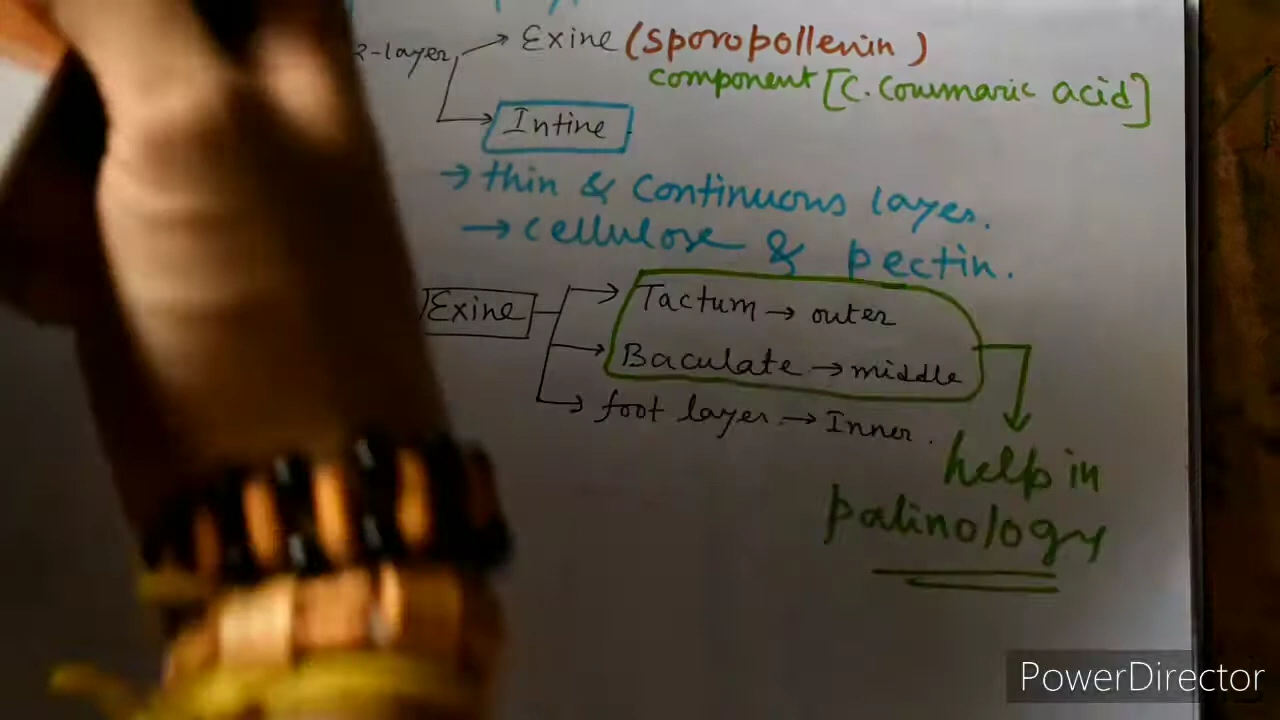 2-layer → Exine (sporopollenin)
component [C. Coumaric acid]
→ Intine
→ thin & continuous layer.
→ cellulose & pectin.
Exine → Tactum → outer
→ Baculate → middle
→ foot layer → Inner.
help in
palinology
PowerDirector